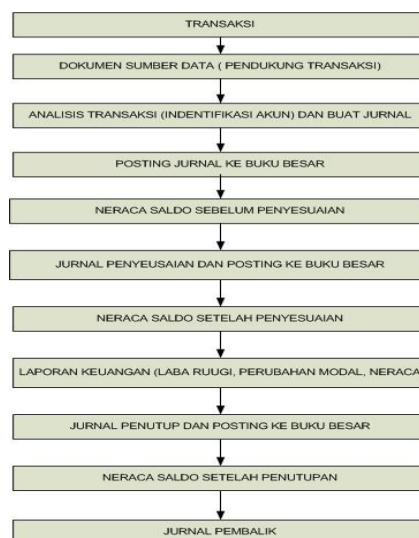 TRANSAKSI
DOKUMEN SUMBER DATA ( PENDUKUNG TRANSAKSI)
ANALISIS TRANSAKSI (INDENTIFIKASI AKUN) DAN BUAT JURNAL
POSTING JURNAL KE BUKU BESAR
NERACA SALDO SEBELUM PENYESUAIAN
JURNAL PENYEUSAIAN DAN POSTING KE BUKU BESAR
NERACA SALDO SETELAH PENYESUAIAN
LAPORAN KEUANGAN (LABA RUUGI, PERUBAHAN MODAL, NERACA
JURNAL PENUTUP DAN POSTING KE BUKU BESAR
NERACA SALDO SETELAH PENUTUPAN
JURNAL PEMBALIK